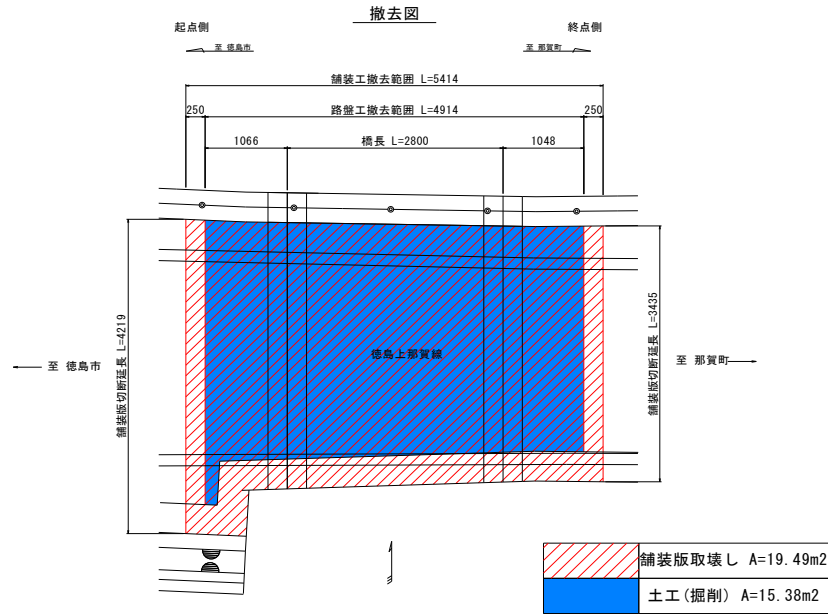 撤去図
起点側
終点側
至 徳島市
至 那賀町
舗装工撤去範囲 L=5414
250
路盤工撤去範囲 L=4914
250
1066
橋長 L=2800
1048
舗装版切断延長 L=4219
舗装版切断延長 L=3435
徳島上那賀線
至 徳島市
至 那賀町
舗装版取壊し A=19.49m2
土工(掘削) A=15.38m2